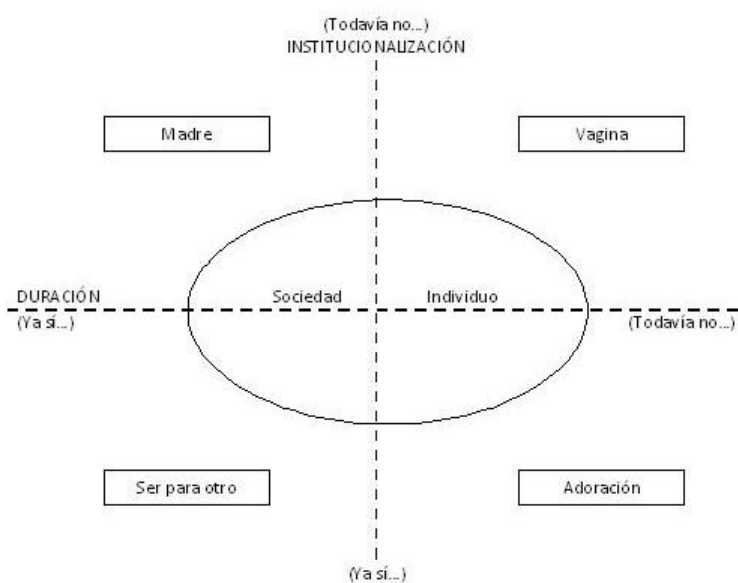 (Todavía no...)
INSTITUCIONALIZACIÓN
Madre
Vagina
DURACIÓN
Sociedad
Individuo
(Ya sí...)
(Todavía no...)
Ser para otro
Adoración
(Ya sí...)